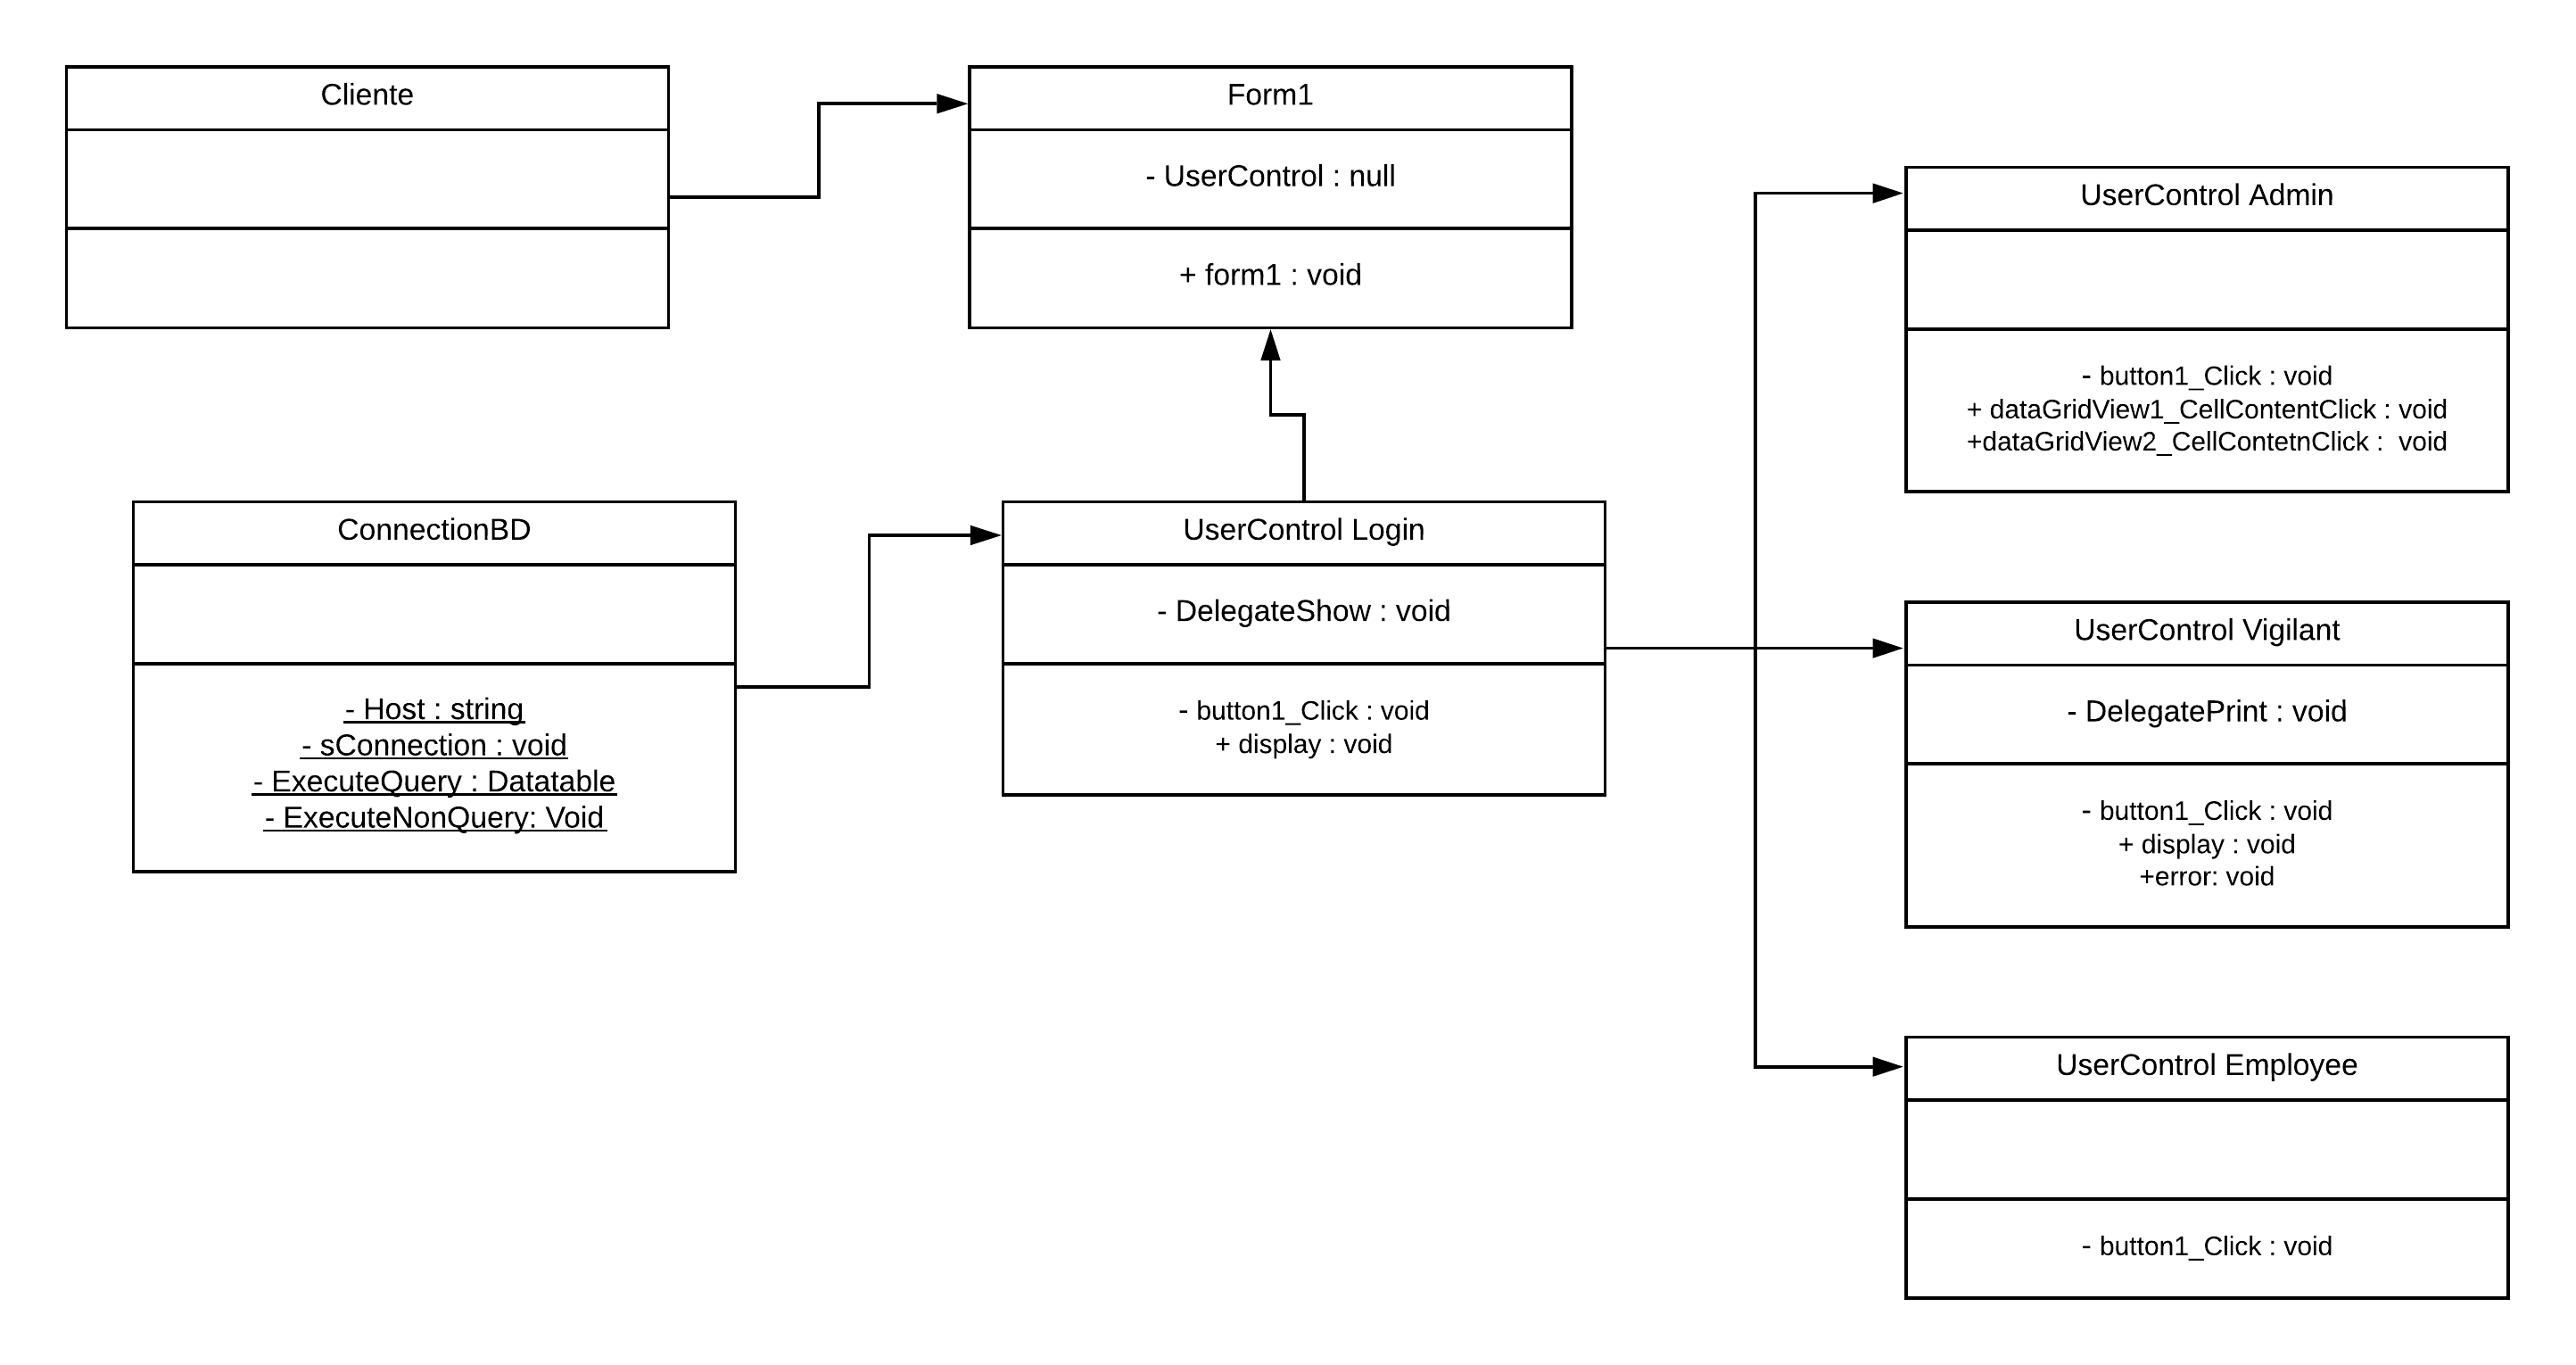 Cliente
Form1
- UserControl : null
+ form1 : void
UserControl Admin
- button1_Click : void
+ dataGridView1_CellContentClick : void
+dataGridView2_CellContetnClick :  void
ConnectionBD
- Host : string
- sConnection : void
- ExecuteQuery : Datatable
- ExecuteNonQuery: Void
UserControl Login
- DelegateShow : void
- button1_Click : void
+ display : void
UserControl Vigilant
- DelegatePrint : void
- button1_Click : void
+ display : void
+error: void
UserControl Employee
- button1_Click : void